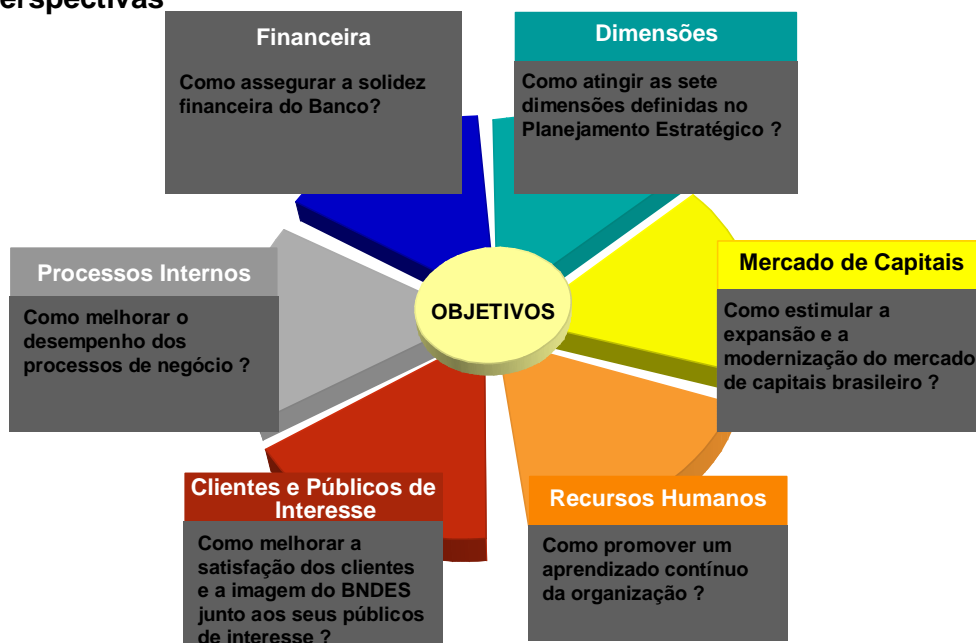 erspectivas
Financeira
Como assegurar a solidez
financeira do Banco?
Dimensões
Como atingir as sete
dimensões definidas no
Planejamento Estratégico ?
Processos Internos
Como melhorar o
desempenho dos
processos de negócio ?
OBJETIVOS
Mercado de Capitais
Como estimular a
expansão e a
modernização do mercado
de capitais brasileiro ?
Clientes e Públicos de
Interesse
Como melhorar a
satisfação dos clientes
e a imagem do BNDES
junto aos seus públicos
de interesse ?
Recursos Humanos
Como promover um
aprendizado contínuo
da organização ?